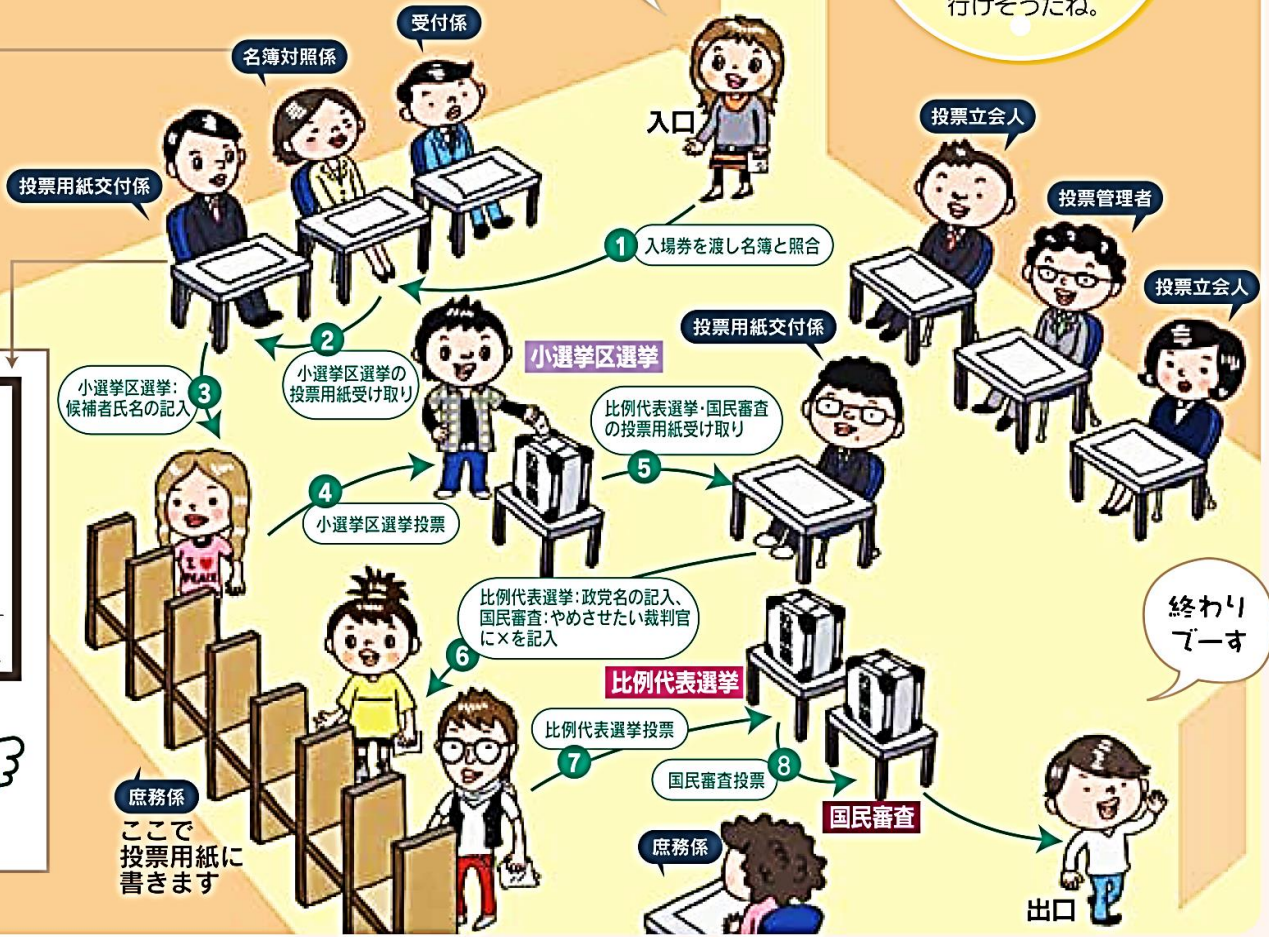 行けそうだね。
受付係
名簿対照係
投票用紙交付係
入口
投票立会人
投票管理者
投票立会人
1 入場券を渡し名簿と照合
2
小選挙区選挙の
投票用紙受け取り
3
小選挙区選挙:
候補者氏名の記入
小選挙区選挙
投票用紙交付係
4
小選挙区選挙投票
比例代表選挙・国民審査
の投票用紙受け取り
5
I ♥
PEACE
比例代表選挙:政党名の記入、
国民審査:やめさせたい裁判官
に×を記入
6
比例代表選挙
比例代表選挙投票
7
国民審査投票 8
国民審査
終わり
でーす
庶務係
ここで
投票用紙に
書きます
庶務係
出口